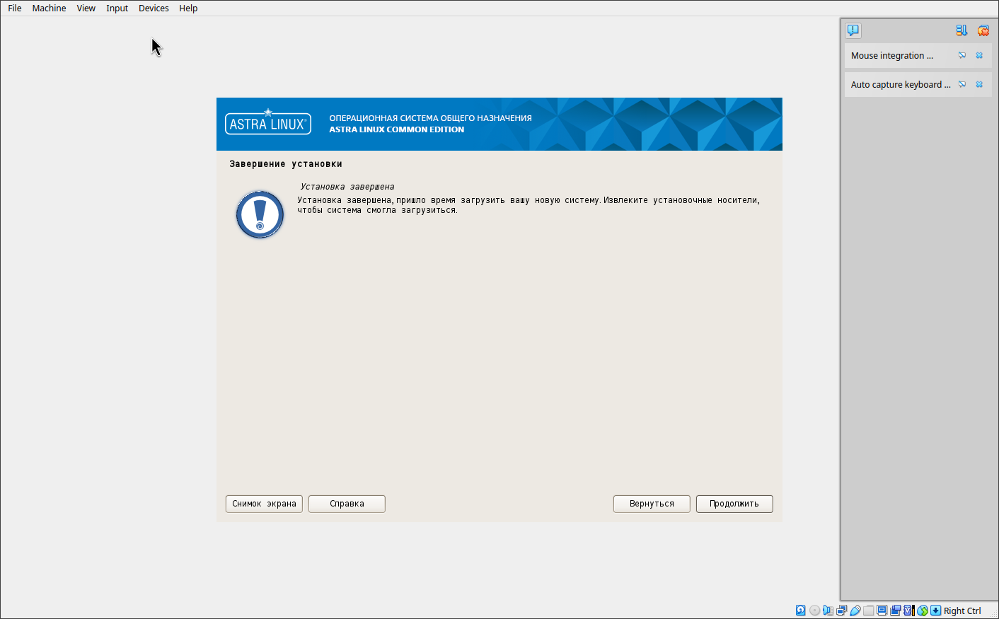 File Machine View Input Devices Help
Mouse integration ...
Auto capture keyboard ...
ASTRA LINUX®
ОПЕРАЦИОННАЯ СИСТЕМА ОБЩЕГО НАЗНАЧЕНИЯ
ASTRA LINUX COMMON EDITION
Завершение установки
Установка завершена
Установка завершена, пришло время загрузить вашу новую систему. Извлеките установочные носители,
чтобы система смогла загрузиться.
Снимок экрана Справка Вернуться Продолжить
Right Ctrl